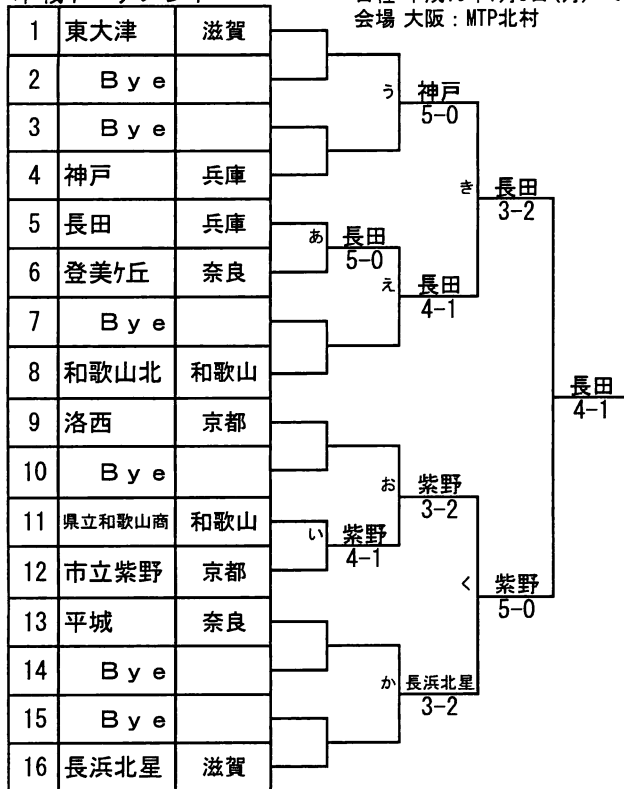 会場 大阪：MTP北村
1 東大津 滋賀
2 Bye
3 Bye
4 神戸 兵庫
5 長田 兵庫
6 登美ケ丘 奈良
7 Bye
8 和歌山北 和歌山
9 洛西 京都
10 Bye
11 県立和歌山商 和歌山
12 市立紫野 京都
13 平城 奈良
14 Bye
15 Bye
16 長浜北星 滋賀
あ 長田
5-0
い 紫野
4-1
う 神戸
5-0
え 長田
4-1
お 紫野
3-2
か 長浜北星
3-2
き 長田
3-2
く 紫野
5-0
長田
4-1